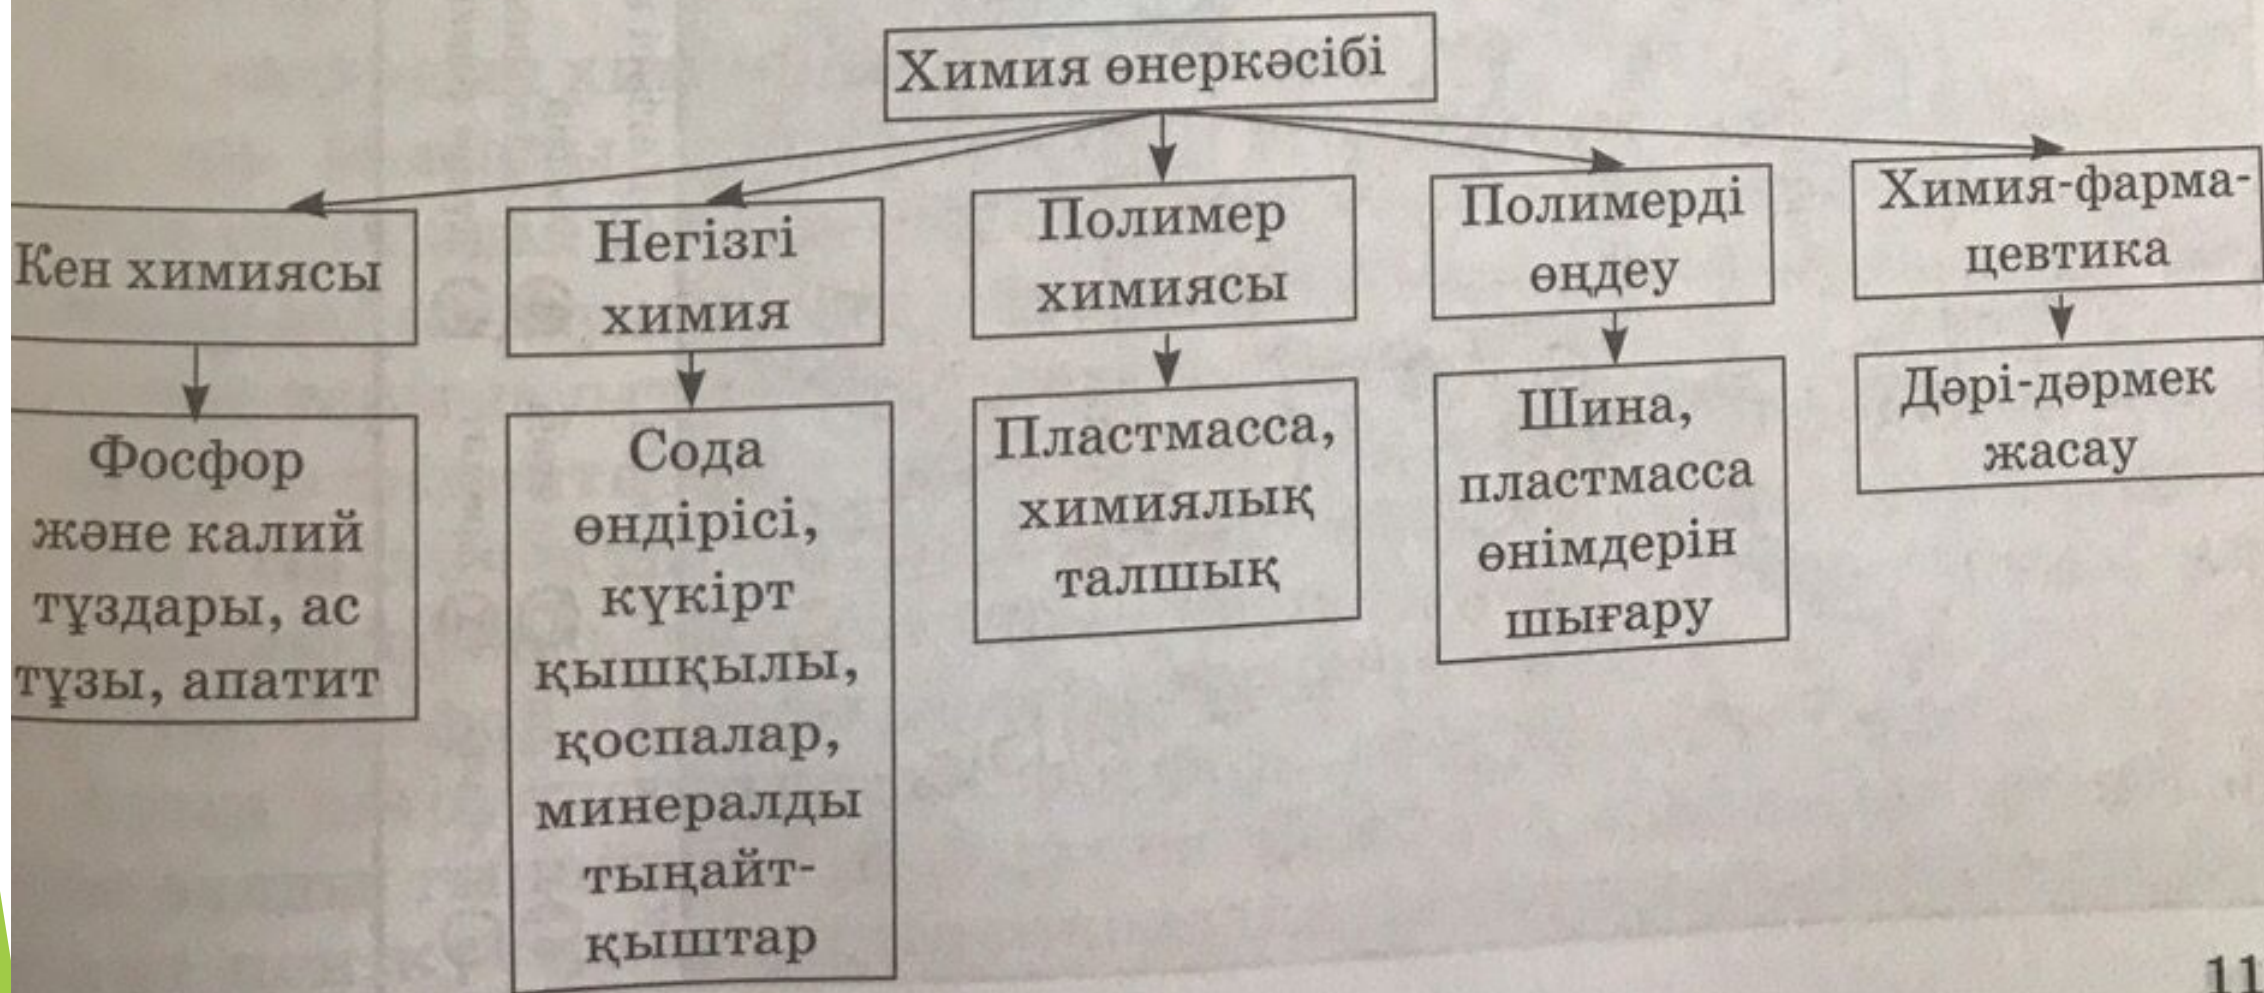 Химия өнеркәсібі
Кен химиясы
Негізгі
химия
Полимер
химиясы
Полимерді
өңдеу
Химия-фарма-
цевтика
Фосфор
және калий
тұздары, ас
тұзы, апатит
Сода
өндірісі,
күкірт
қышқылы,
қоспалар,
минералды
тыңайт-
қыштар
Пластмасса,
химиялық
талшық
Шина,
пластмасса
өнімдерін
шығару
Дәрі-дәрмек
жасау
11